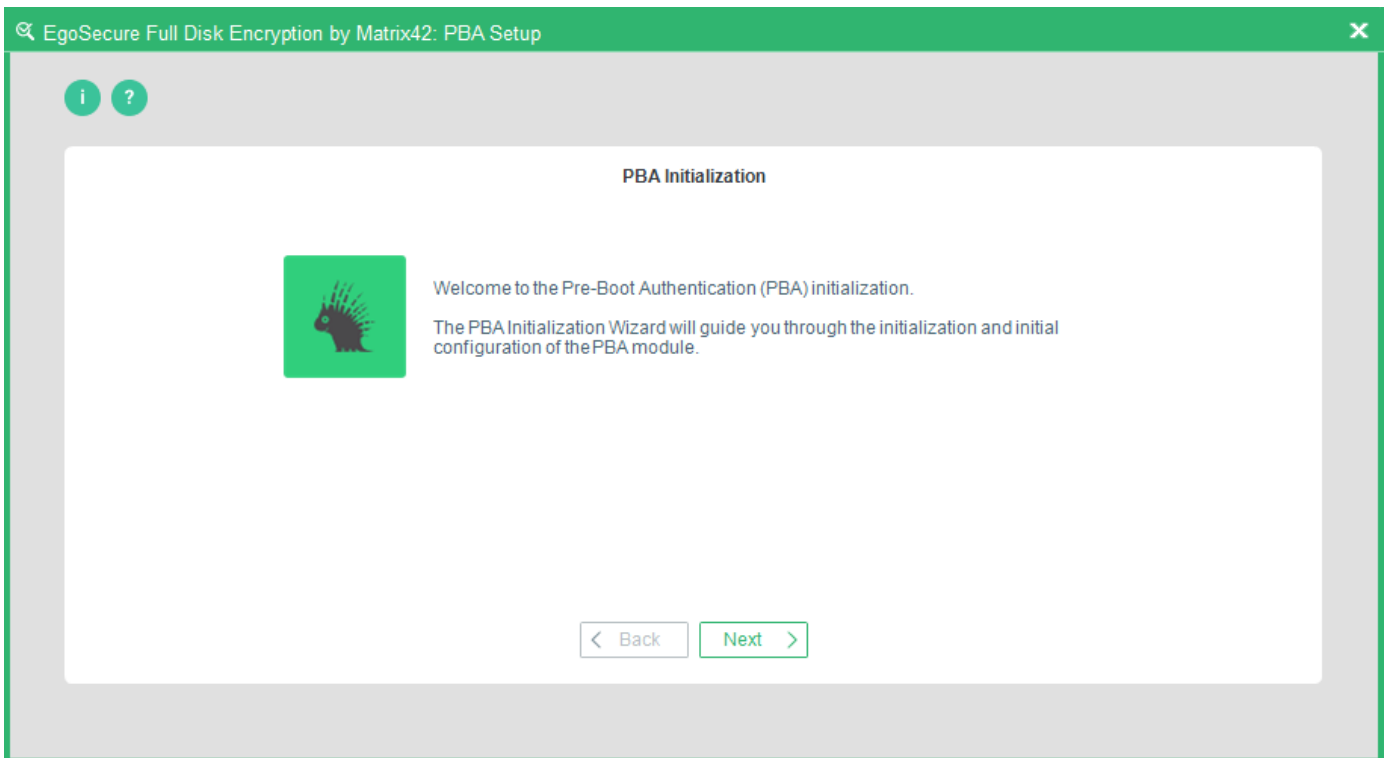 EgoSecure Full Disk Encryption by Matrix42: PBA Setup
i ?
PBA Initialization
Welcome to the Pre-Boot Authentication (PBA) initialization.
The PBA Initialization Wizard will guide you through the initialization and initial
configuration of the PBA module.
Back Next